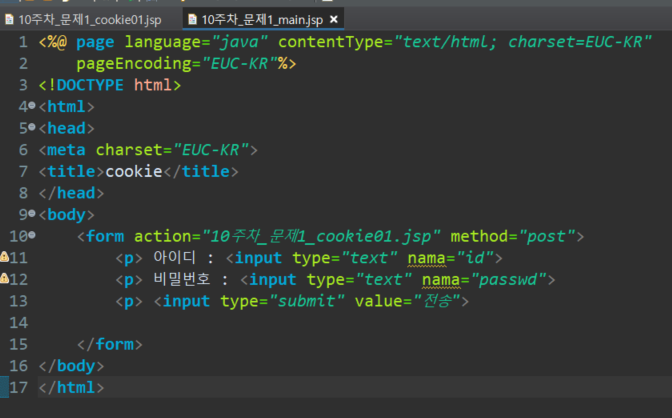 10주차_문제1_cookie01.jsp
10주차_문제1_main.jsp
1 <%@ page language="java" contentType="text/html; charset=EUC-KR"
2 pageEncoding="EUC-KR"%>
3 <!DOCTYPE html>
4 <html>
5 <head>
6 <meta charset="EUC-KR">
7 <title>cookie</title>
8 </head>
9 <body>
10 <form action="10주차_문제1_cookie01.jsp" method="post">
11 <p> 아이디 : <input type="text" nama="id">
12 <p> 비밀번호 : <input type="text" nama="passwd">
13 <p> <input type="submit" value="전송">
14
15 </form>
16 </body>
17 </html>